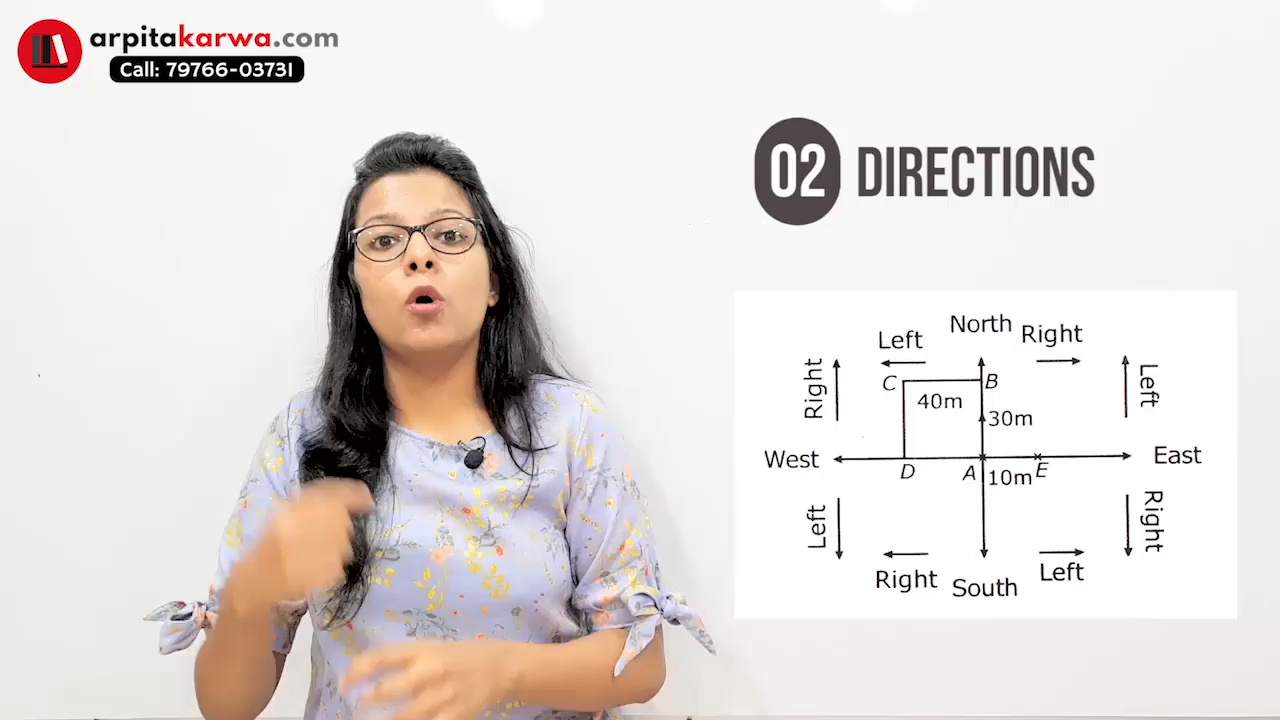 arpitakarwa.com
Call: 79766-03731
02 DIRECTIONS
North
Left
Right
Right
Left
C
B
40m
30m
West
East
D
A
10m
E
Left
Right
Right
Left
South